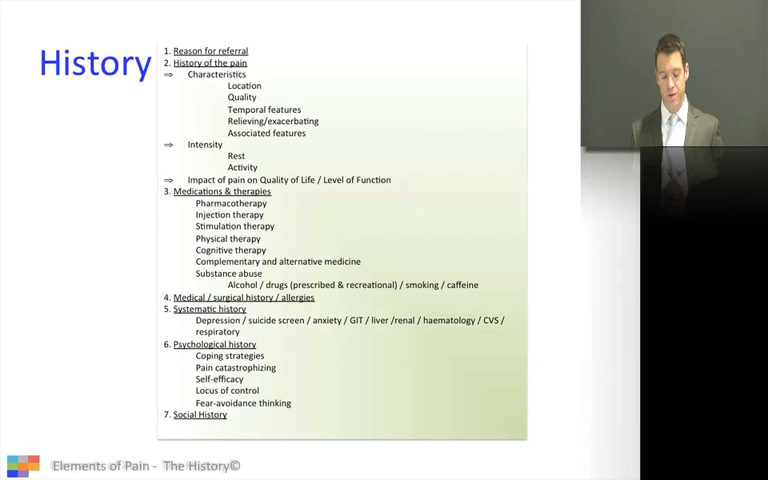 History
1. Reason for referral
2. History of the pain
⇒ Characteristics
Location
Quality
Temporal features
Relieving/exacerbating
Associated features
⇒ Intensity
Rest
Activity
⇒ Impact of pain on Quality of Life / Level of Function
3. Medications & therapies
Pharmacotherapy
Injection therapy
Stimulation therapy
Physical therapy
Cognitive therapy
Complementary and alternative medicine
Substance abuse
Alcohol / drugs (prescribed & recreational) / smoking / caffeine
4. Medical / surgical history / allergies
5. Systematic history
Depression / suicide screen / anxiety / GIT / liver /renal / haematology / CVS /
respiratory
6. Psychological history
Coping strategies
Pain catastrophizing
Self-efficacy
Locus of control
Fear-avoidance thinking
7. Social History
Elements of Pain - The History©